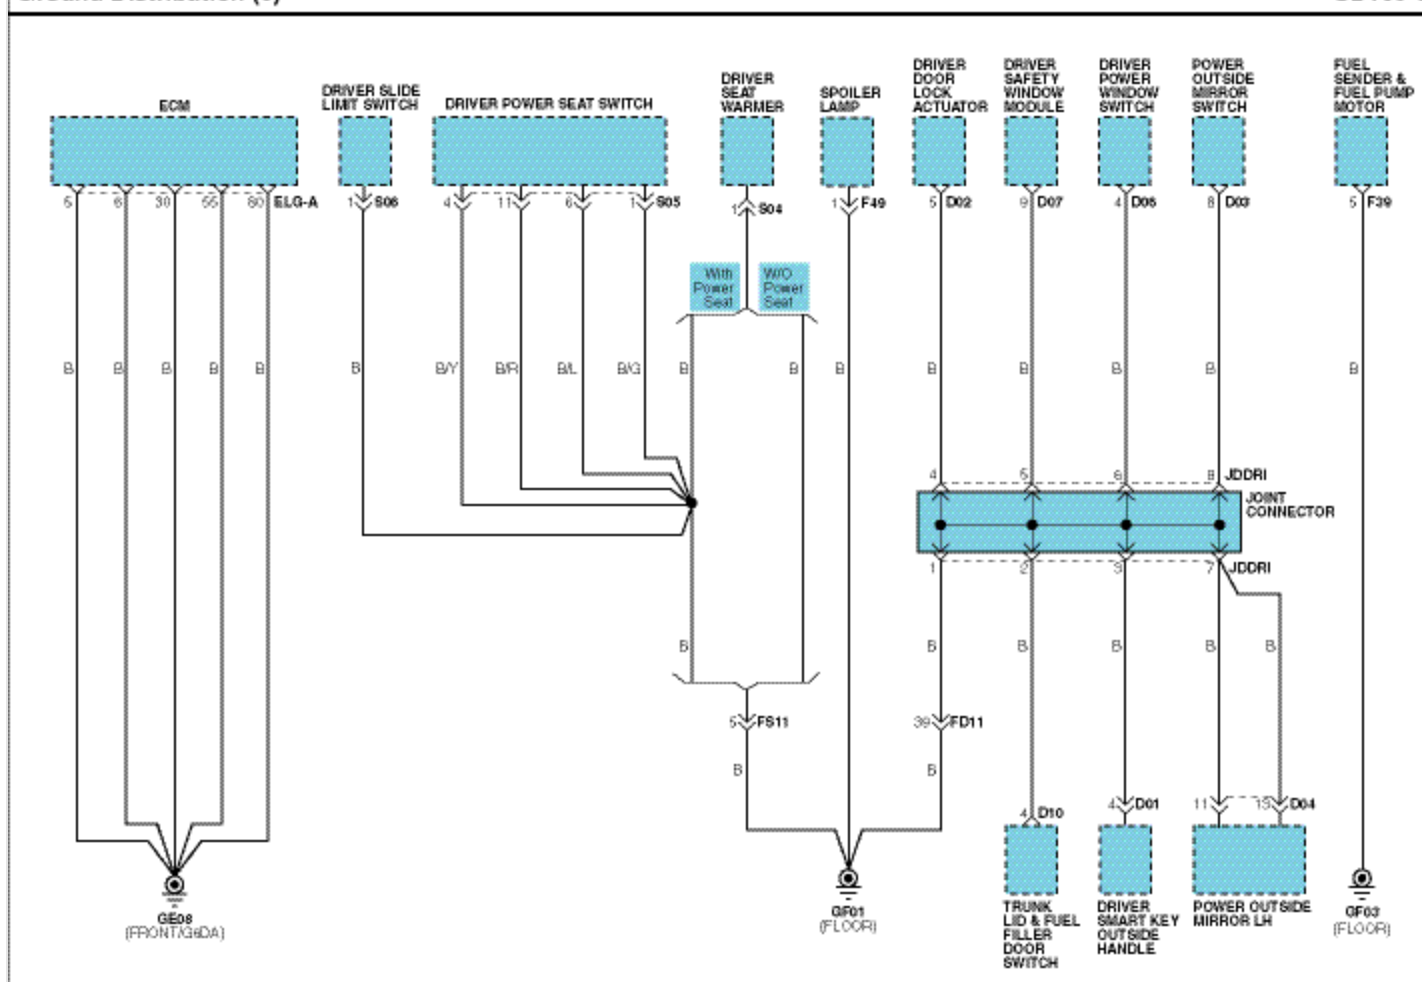 ECM
DRIVER SLIDE
LIMIT SWITCH
DRIVER POWER SEAT SWITCH
DRIVER
SEAT
WARMER
SPOILER
LAMP
DRIVER
DOOR
LOCK
ACTUATOR
DRIVER
SAFETY
WINDOW
MODULE
DRIVER
POWER
WINDOW
SWITCH
POWER
OUTSIDE
MIRROR
SWITCH
FUEL
SENDER &
FUEL PUMP
MOTOR
5 6 30 55 80 ELG-A
1 S06
4 11 6 1 S05
1 S04
1 F49
5 D02
9 D07
4 D06
8 D03
5 F39
With
Power
Seat
W/O
Power
Seat
B B B B B B B/Y B/R B/L B/G B B B B B B B B
4 5 6 8 JDDRI
JOINT
CONNECTOR
1 2 3 7 JDDRI
B B B B B B
5 FS11
39 FD11
B B
4 D10
4 D01
11 13 D04
GE08
(FRONT/G6DA)
GF01
(FLOOR)
TRUNK
LID & FUEL
FILLER
DOOR
SWITCH
DRIVER
SMART KEY
OUTSIDE
HANDLE
POWER OUTSIDE
MIRROR LH
GF03
(FLOOR)